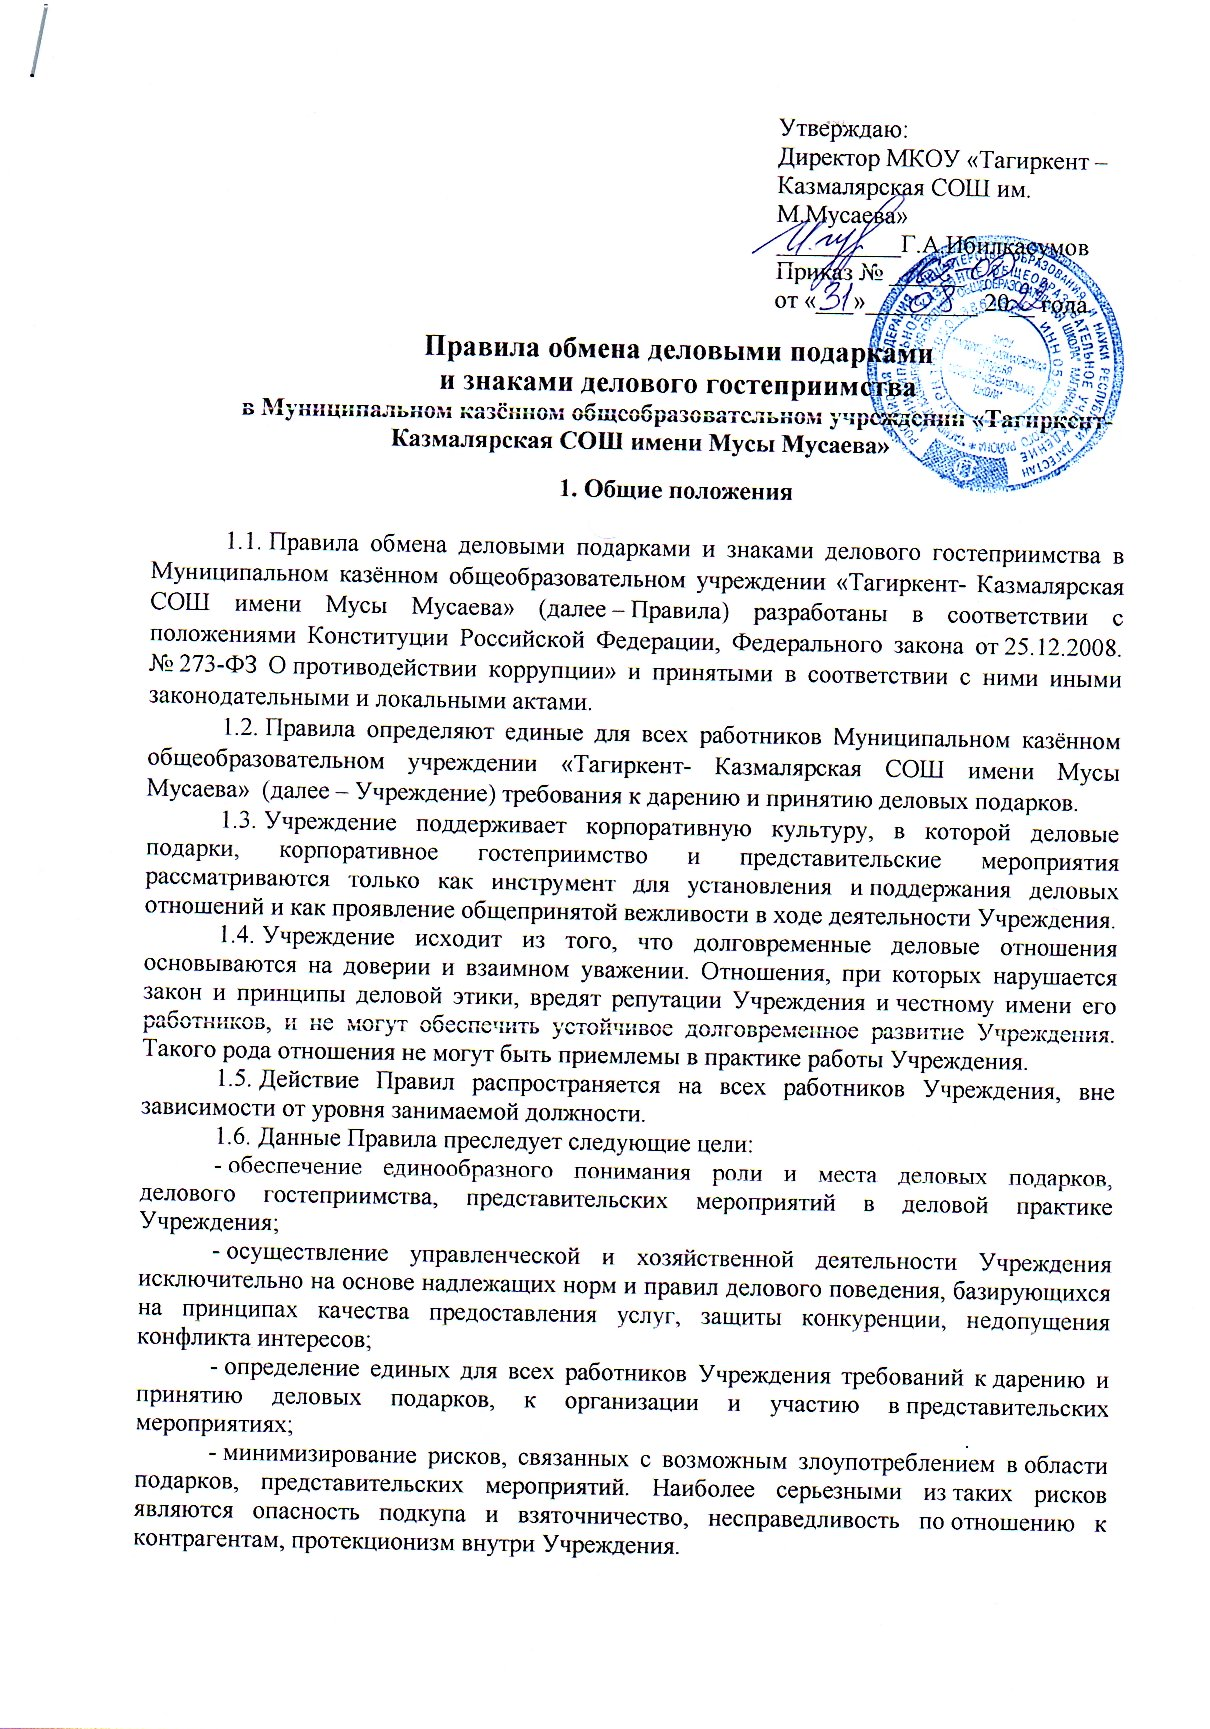 Утверждаю:
Директор МКОУ «Тагиркент –
Казмалярская СОШ им.
М.Мусаева»
__________Г.А.Ибилкасумов
Приказ №
от «31» 08 20 года.
Правила обмена деловыми подарками
и знаками делового гостеприимства
в Муниципальном казённом общеобразовательном учреждении «Тагиркент-
Казмалярская СОШ имени Мусы Мусаева»
1. Общие положения
1.1. Правила обмена деловыми подарками и знаками делового гостеприимства в
Муниципальном казённом общеобразовательном учреждении «Тагиркент- Казмалярская
СОШ имени Мусы Мусаева» (далее – Правила) разработаны в соответствии с
положениями Конституции Российской Федерации, Федерального закона от 25.12.2008.
№ 273-ФЗ О противодействии коррупции» и принятыми в соответствии с ними иными
законодательными и локальными актами.
1.2. Правила определяют единые для всех работников Муниципальном казённом
общеобразовательном учреждении «Тагиркент- Казмалярская СОШ имени Мусы
Мусаева» (далее – Учреждение) требования к дарению и принятию деловых подарков.
1.3. Учреждение поддерживает корпоративную культуру, в которой деловые
подарки, корпоративное гостеприимство и представительские мероприятия
рассматриваются только как инструмент для установления и поддержания деловых
отношений и как проявление общепринятой вежливости в ходе деятельности Учреждения.
1.4. Учреждение исходит из того, что долговременные деловые отношения
основываются на доверии и взаимном уважении. Отношения, при которых нарушается
закон и принципы деловой этики, вредят репутации Учреждения и честному имени его
работников, и не могут обеспечить устойчивое долговременное развитие Учреждения.
Такого рода отношения не могут быть приемлемы в практике работы Учреждения.
1.5. Действие Правил распространяется на всех работников Учреждения, вне
зависимости от уровня занимаемой должности.
1.6. Данные Правила преследует следующие цели:
- обеспечение единообразного понимания роли и места деловых подарков,
делового гостеприимства, представительских мероприятий в деловой практике
Учреждения;
- осуществление управленческой и хозяйственной деятельности Учреждения
исключительно на основе надлежащих норм и правил делового поведения, базирующихся
на принципах качества предоставления услуг, защиты конкуренции, недопущения
конфликта интересов;
- определение единых для всех работников Учреждения требований к дарению и
принятию деловых подарков, к организации и участию в представительских
мероприятиях;
- минимизирование рисков, связанных с возможным злоупотреблением в области
подарков, представительских мероприятий. Наиболее серьезными из таких рисков
являются опасность подкупа и взяточничество, несправедливость по отношению к
контрагентам, протекционизм внутри Учреждения.